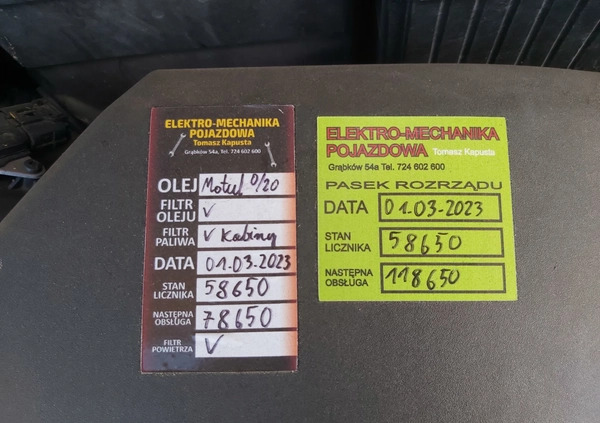 ELEKTRO-MECHANIKA
POJAZDOWA
Tomasz Kapusta
Grąbków 54a, Tel. 724 602 600
OLEJ Motul 0/20
FILTR OLEJU ✓
FILTR PALIWA ✓ Kabiny
DATA 01.03.2023
STAN LICZNIKA 58650
NASTĘPNA OBSŁUGA 78650
FILTR POWIETRZA ✓
ELEKTRO-MECHANIKA
POJAZDOWA Tomasz Kapusta
Grąbków 54a, Tel. 724 602 600
PASEK ROZRZĄDU
DATA 01-03-2023
STAN LICZNIKA 58650
NASTĘPNA OBSŁUGA 118650